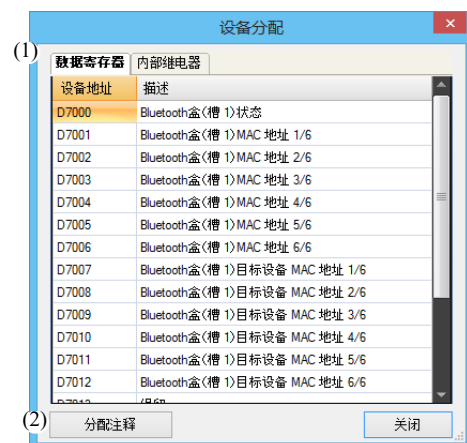 设备分配
(1)
数据寄存器 内部继电器
设备地址 描述
D7000 Bluetooth盒(槽 1)状态
D7001 Bluetooth盒(槽 1)MAC 地址 1/6
D7002 Bluetooth盒(槽 1)MAC 地址 2/6
D7003 Bluetooth盒(槽 1)MAC 地址 3/6
D7004 Bluetooth盒(槽 1)MAC 地址 4/6
D7005 Bluetooth盒(槽 1)MAC 地址 5/6
D7006 Bluetooth盒(槽 1)MAC 地址 6/6
D7007 Bluetooth盒(槽 1)目标设备 MAC 地址 1/6
D7008 Bluetooth盒(槽 1)目标设备 MAC 地址 2/6
D7009 Bluetooth盒(槽 1)目标设备 MAC 地址 3/6
D7010 Bluetooth盒(槽 1)目标设备 MAC 地址 4/6
D7011 Bluetooth盒(槽 1)目标设备 MAC 地址 5/6
D7012 Bluetooth盒(槽 1)目标设备 MAC 地址 6/6
(2) 分配注释 关闭